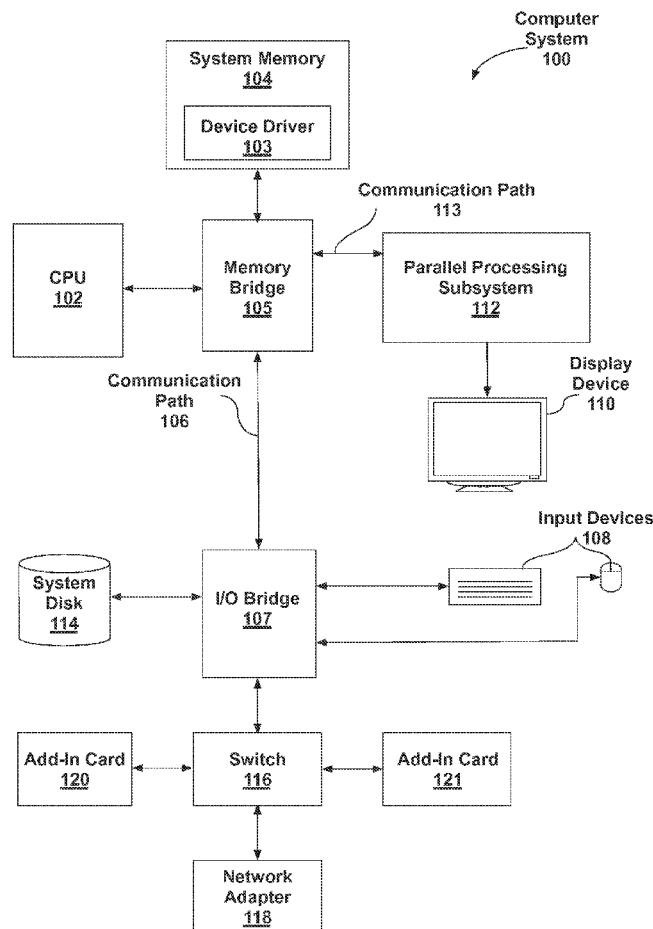 Computer
System
100
System Memory
104
Device Driver
103
Communication Path
113
CPU
102
Memory
Bridge
105
Parallel Processing
Subsystem
112
Communication
Path
106
Display
Device
110
Input Devices
108
System
Disk
114
I/O Bridge
107
Add-In Card
120
Switch
116
Add-In Card
121
Network
Adapter
118